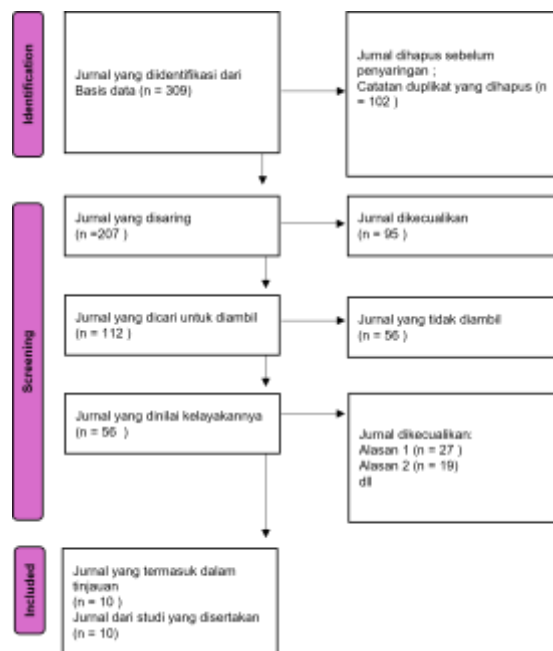 Identification
Jurnal yang diidentifikasi dari
Basis data (n = 309)
Jurnal dihapus sebelum
penyaringan ;
Catatan duplikat yang dihapus (n
= 102 )
Screening
Jurnal yang disaring
(n =207 )
Jurnal dikecualikan
(n = 95 )
Jurnal yang dicari untuk diambil
(n = 112 )
Jurnal yang tidak diambil
(n = 56 )
Jurnal yang dinilai kelayakannya
(n = 56 )
Jurnal dikecualikan:
Alasan 1 (n = 27 )
Alasan 2 (n = 19)
dll
Included
Jurnal yang termasuk dalam
tinjauan
(n = 10 )
Jurnal dari studi yang disertakan
(n = 10)